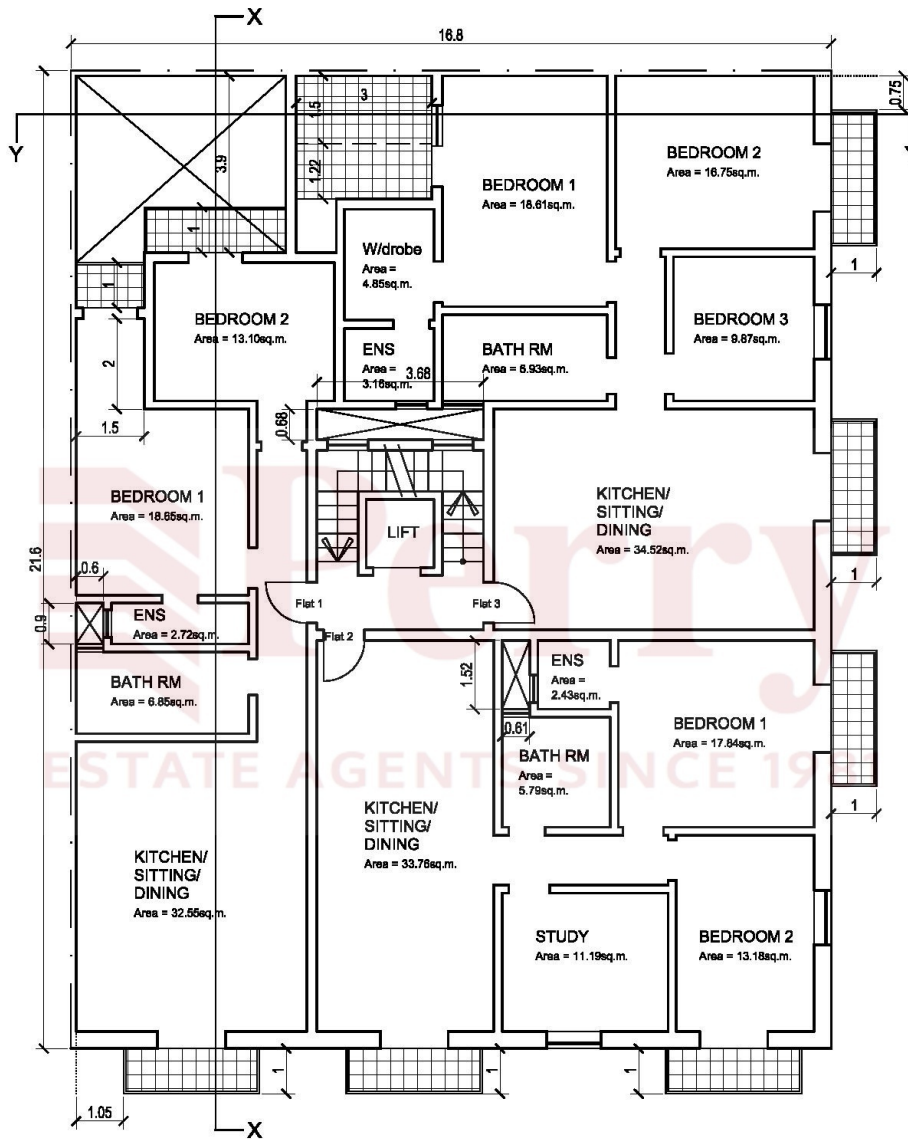 X
16.8
21.6
0.75
Y
Y
3.9
1.5
3
1.22
1
1
2
1.5
BEDROOM 1
Area = 18.61sq.m.
BEDROOM 2
Area = 16.75sq.m.
W/drobe
Area =
4.85sq.m.
1
BEDROOM 2
Area = 13.10sq.m.
BEDROOM 3
Area = 9.87sq.m.
ENS
Area =
3.16sq.m.
3.68
BATH RM
Area = 6.93sq.m.
0.68
Perry
ESTATE AGENTS SINCE 1981
BEDROOM 1
Area = 18.65sq.m.
LIFT
KITCHEN/
SITTING/
DINING
Area = 34.52sq.m.
1
0.6
0.9
ENS
Area = 2.72sq.m.
Flat 1
Flat 3
Flat 2
BATH RM
Area = 6.85sq.m.
1.52
0.61
ENS
Area =
2.43sq.m.
BEDROOM 1
Area = 17.84sq.m.
BATH RM
Area =
5.79sq.m.
1
KITCHEN/
SITTING/
DINING
Area = 33.76sq.m.
KITCHEN/
SITTING/
DINING
Area = 32.55sq.m.
STUDY
Area = 11.19sq.m.
BEDROOM 2
Area = 13.18sq.m.
1
1
1
1.05
X